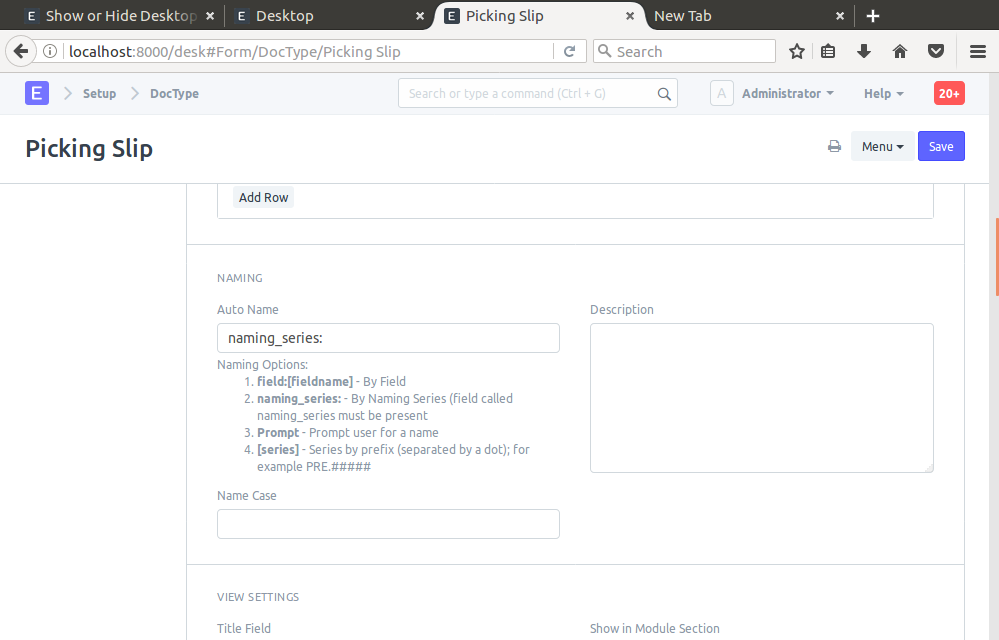 E Show or Hide Desktop
E Desktop
E Picking Slip
New Tab
localhost:8000/desk#Form/DocType/Picking Slip
Search
E Setup DocType
Search or type a command (Ctrl + G)
A Administrator
Help
20+
Picking Slip
Menu
Save
Add Row
NAMING
Auto Name
naming_series:
Naming Options:
1. field:[fieldname] - By Field
2. naming_series: - By Naming Series (field called
naming_series must be present
3. Prompt - Prompt user for a name
4. [series] - Series by prefix (separated by a dot); for
example PRE.#####
Description
Name Case
VIEW SETTINGS
Title Field
Show in Module Section